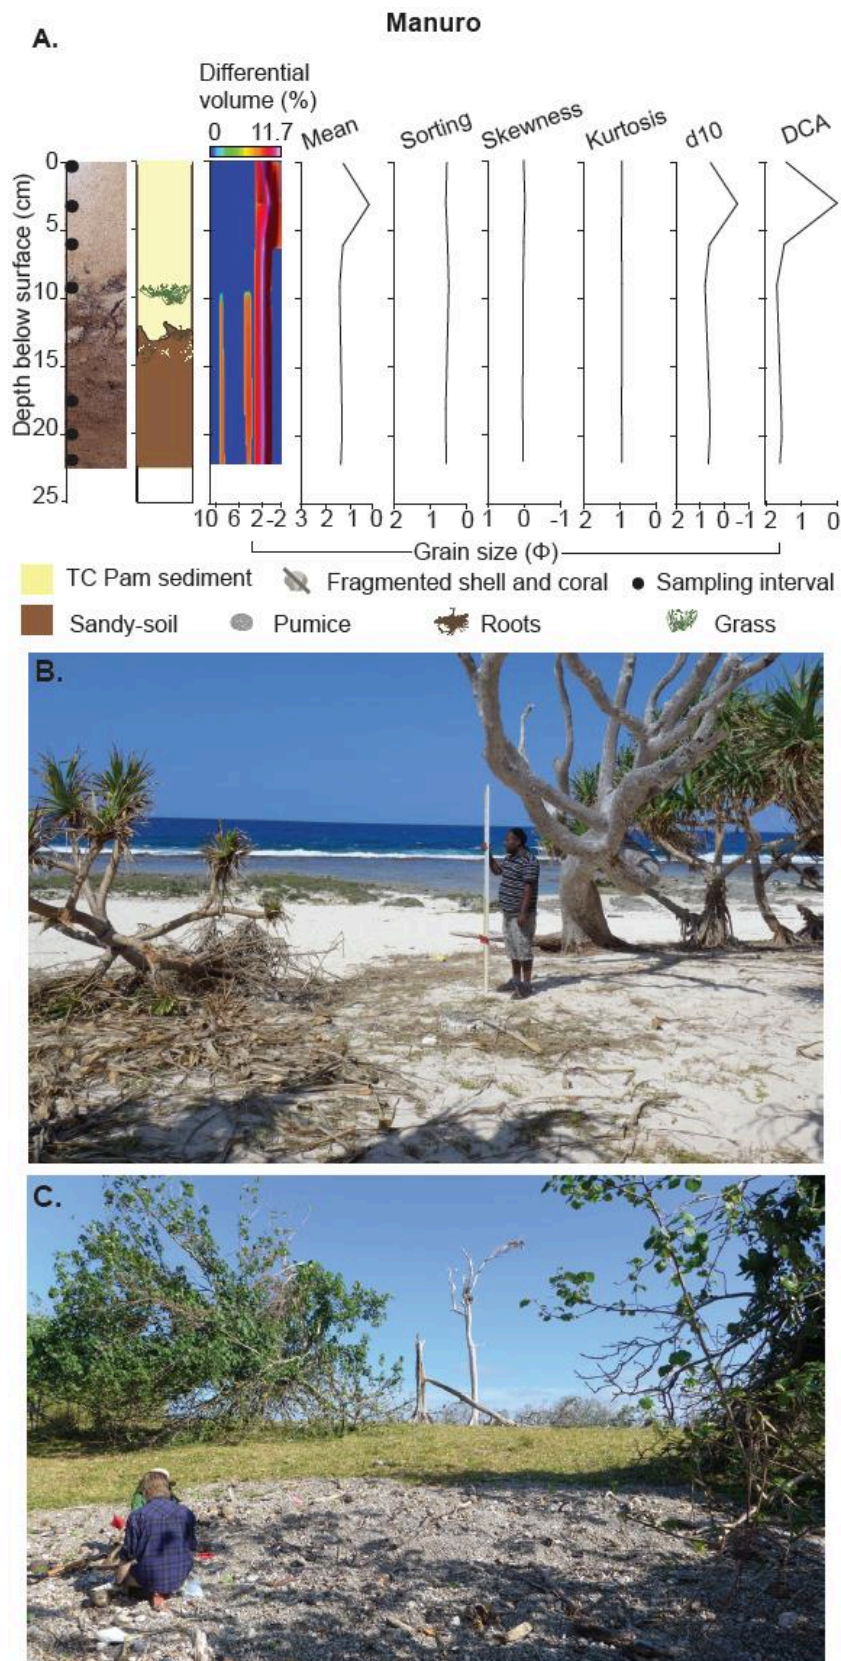 Manuro
A.
Differential
volume (%)
0 11.7
Mean
Sorting
Skewness
Kurtosis
d10
DCA
Depth below surface (cm)
0
5
10
15
20
25
10 6 2 -2
3 2 1 0
2 1 0
1 0 -1
2 1 0
2 1 0 -1
2 1 0
Grain size (Φ)
TC Pam sediment
Fragmented shell and coral
Sampling interval
Sandy-soil
Pumice
Roots
Grass
B.
C.